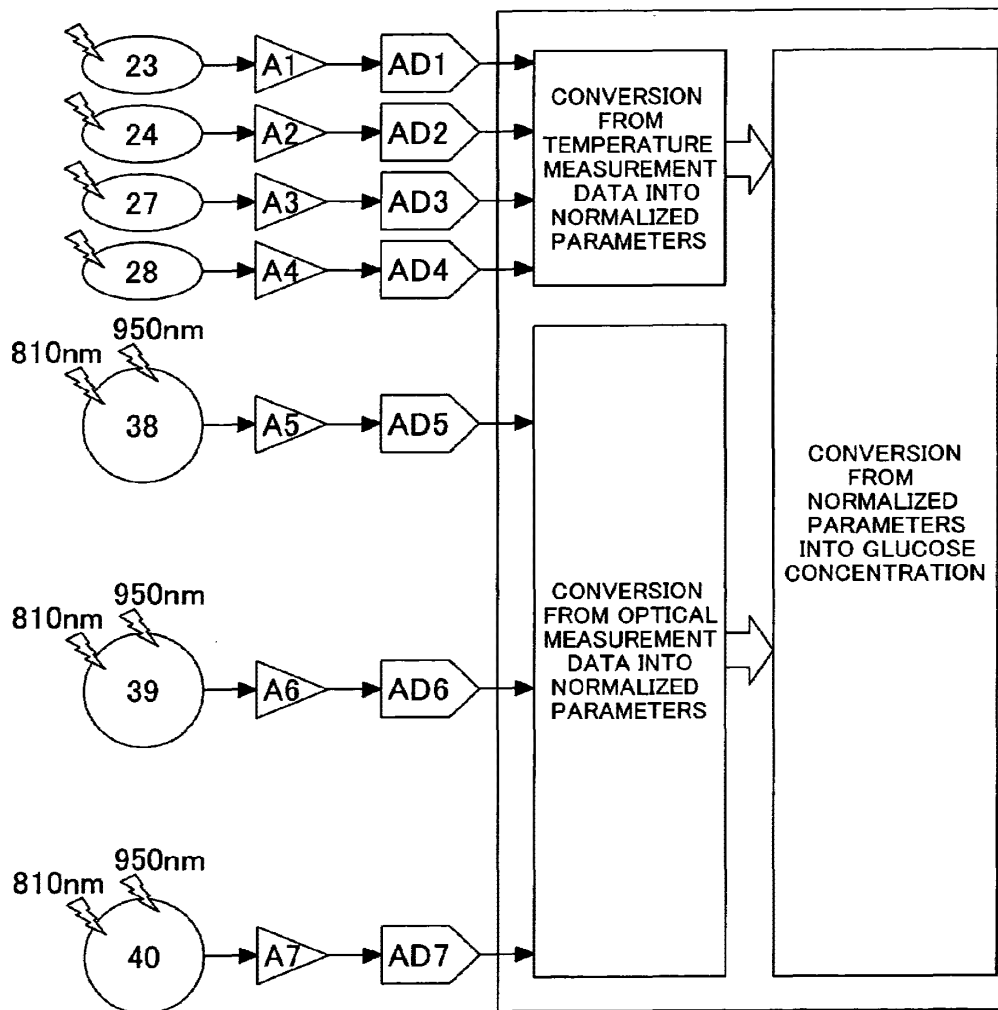 23 A1 AD1
24 A2 AD2
27 A3 AD3
28 A4 AD4
CONVERSION
FROM
TEMPERATURE
MEASUREMENT
DATA INTO
NORMALIZED
PARAMETERS
950nm
810nm
38 A5 AD5
CONVERSION
FROM
NORMALIZED
PARAMETERS
INTO GLUCOSE
CONCENTRATION
950nm
810nm
39 A6 AD6
CONVERSION
FROM OPTICAL
MEASUREMENT
DATA INTO
NORMALIZED
PARAMETERS
950nm
810nm
40 A7 AD7